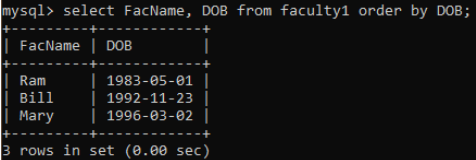 mysql> select FacName, DOB from faculty1 order by DOB;
+---------+------------+
| FacName | DOB        |
+---------+------------+
| Ram     | 1983-05-01 |
| Bill    | 1992-11-23 |
| Mary    | 1996-03-02 |
+---------+------------+
3 rows in set (0.00 sec)